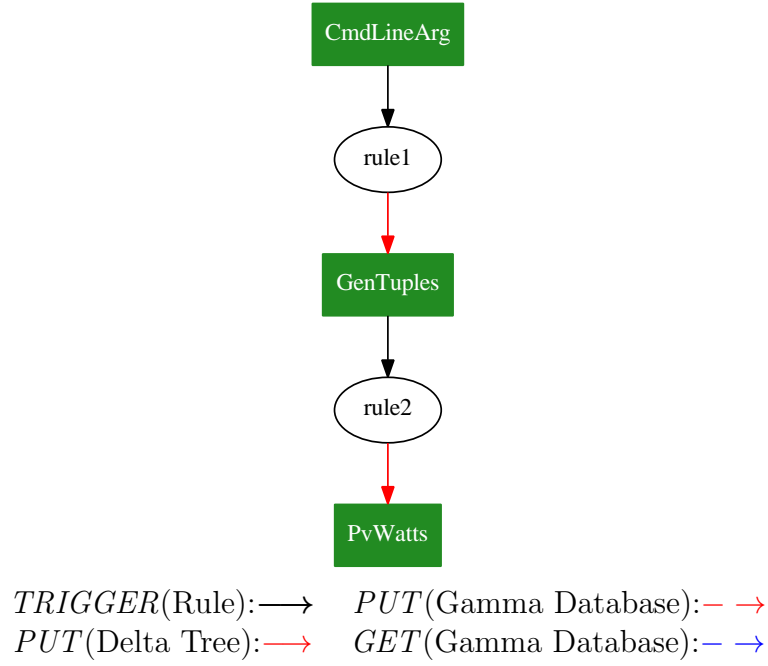 CmdLineArg
rule1
GenTuples
rule2
PvWatts
TRIGGER(Rule): PUT(Gamma Database):
PUT(Delta Tree): GET(Gamma Database):